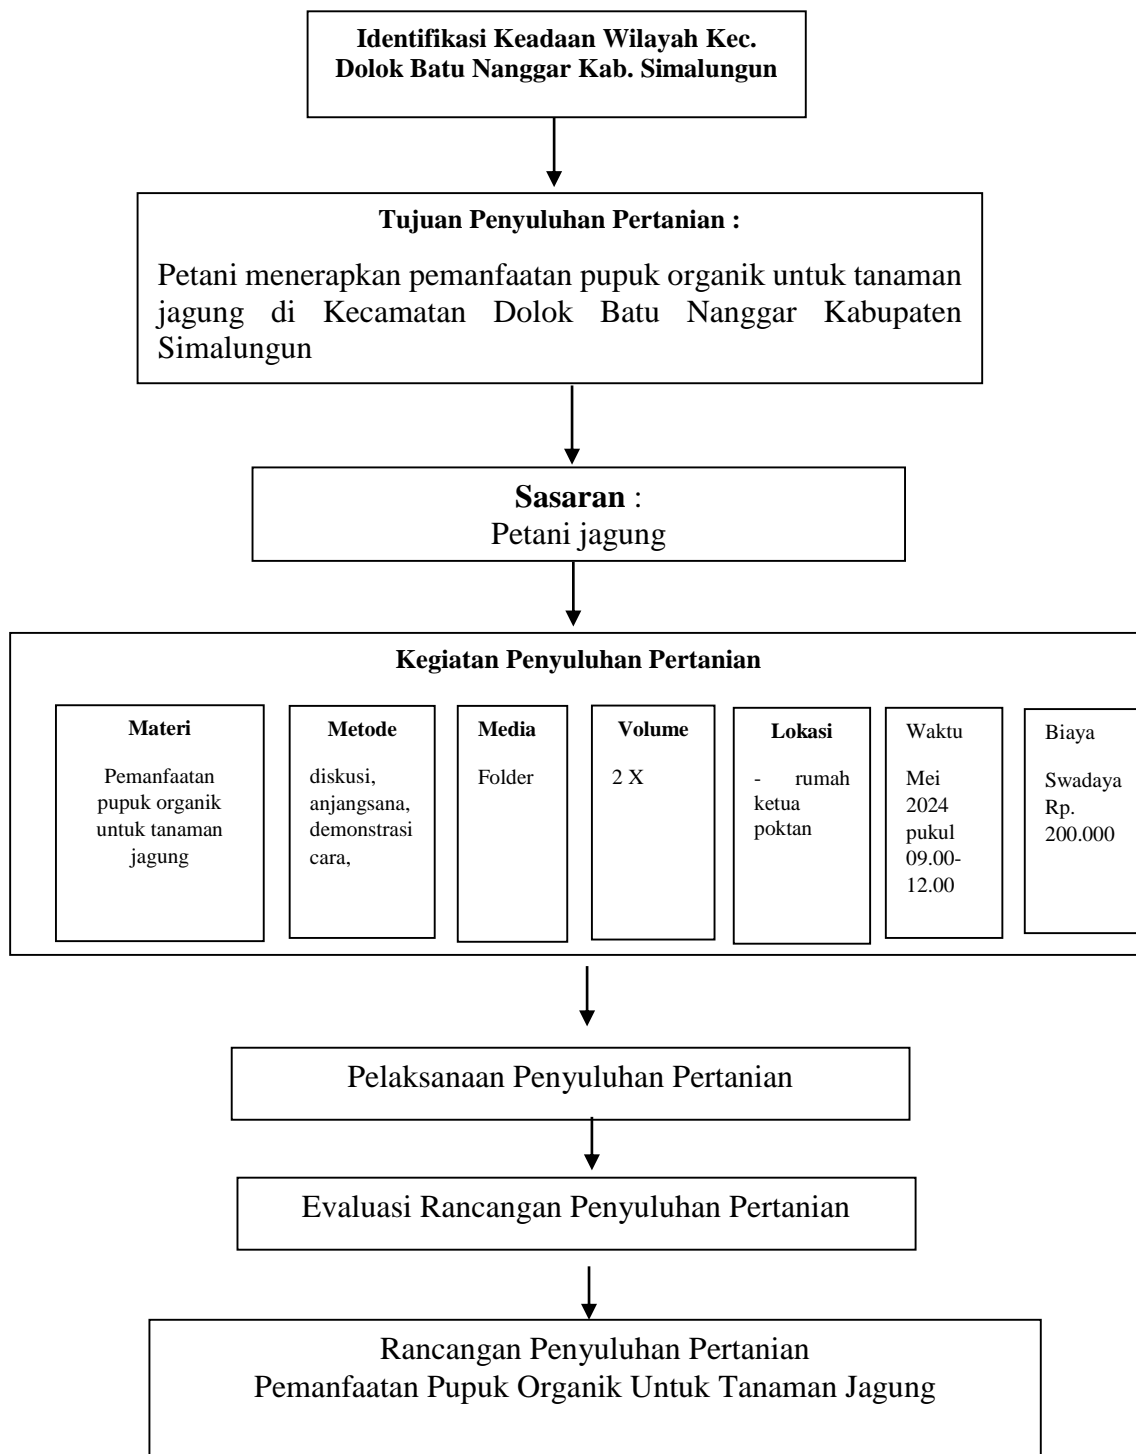 Identifikasi Keadaan Wilayah Kec.
Dolok Batu Nanggar Kab. Simalungun
Tujuan Penyuluhan Pertanian :
Petani menerapkan pemanfaatan pupuk organik untuk tanaman
jagung di Kecamatan Dolok Batu Nanggar Kabupaten
Simalungun
Sasaran :
Petani jagung
Kegiatan Penyuluhan Pertanian
Materi
Pemanfaatan
pupuk organik
untuk tanaman
jagung
Metode
diskusi,
anjangsana,
demonstrasi
cara,
Media
Folder
Volume
2 X
Lokasi
- rumah
ketua
poktan
Waktu
Mei
2024
pukul
09.00-
12.00
Biaya
Swadaya
Rp.
200.000
Pelaksanaan Penyuluhan Pertanian
Evaluasi Rancangan Penyuluhan Pertanian
Rancangan Penyuluhan Pertanian
Pemanfaatan Pupuk Organik Untuk Tanaman Jagung